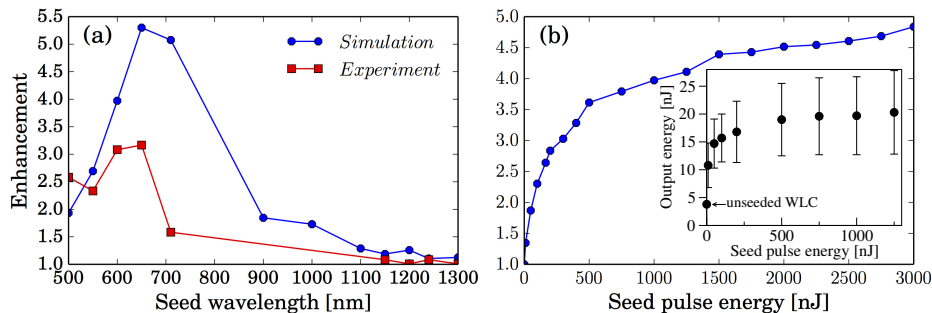 (a)
Simulation
Experiment
Enhancement
5.5
5.0
4.5
4.0
3.5
3.0
2.5
2.0
1.5
1.0
500 600 700 800 900 1000 1100 1200 1300
Seed wavelength [nm]
(b)
5.0
4.5
4.0
3.5
3.0
2.5
2.0
1.5
1.0
0 500 1000 1500 2000 2500 3000
Seed pulse energy [nJ]
Output energy [nJ]
25
20
15
10
5
0
unseeded WLC
0 500 1000
Seed pulse energy [nJ]